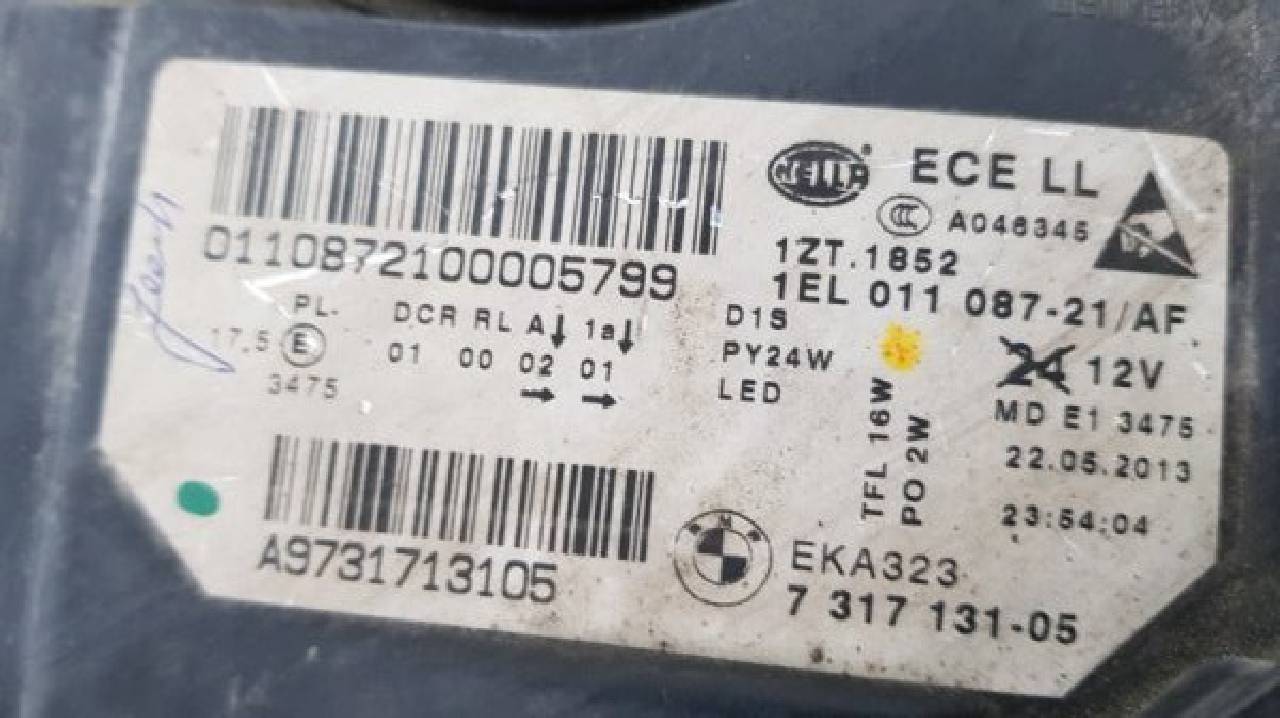 HELLA ECE LL
CCC A046345
0110872100005799
1ZT.1852
1EL 011 087-21/AF
PL- DCR RL A↓ 1a↓
17.5 E 01 00 02 01
3475 → →
D1S
PY24W
LED
24 12V
TFL 16W
PO 2W
MD E1 3475
22.05.2013
23:54:04
A9731713105
EKA323
7 317 131-05